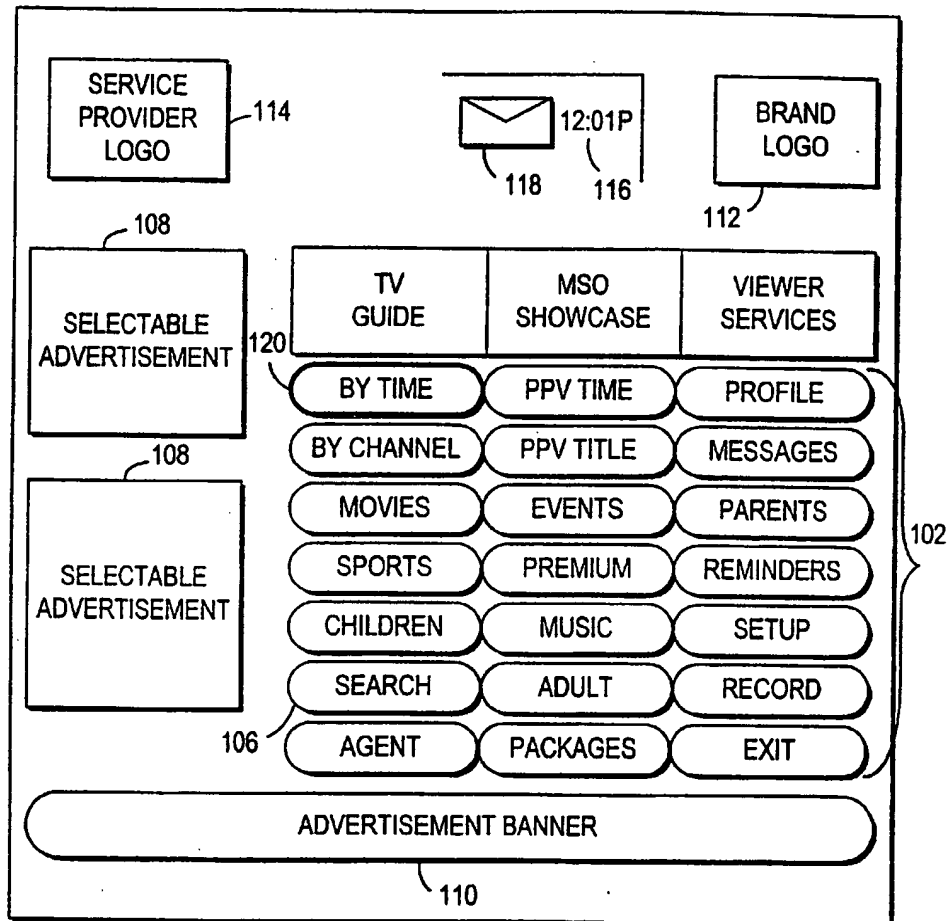 SERVICE
PROVIDER
LOGO
114
12:01P
118
116
BRAND
LOGO
112
108
SELECTABLE
ADVERTISEMENT
108
SELECTABLE
ADVERTISEMENT
TV
GUIDE
MSO
SHOWCASE
VIEWER
SERVICES
120
BY TIME PPV TIME PROFILE
BY CHANNEL PPV TITLE MESSAGES
MOVIES EVENTS PARENTS
SPORTS PREMIUM REMINDERS
CHILDREN MUSIC SETUP
SEARCH ADULT RECORD
AGENT PACKAGES EXIT
102
106
ADVERTISEMENT BANNER
110